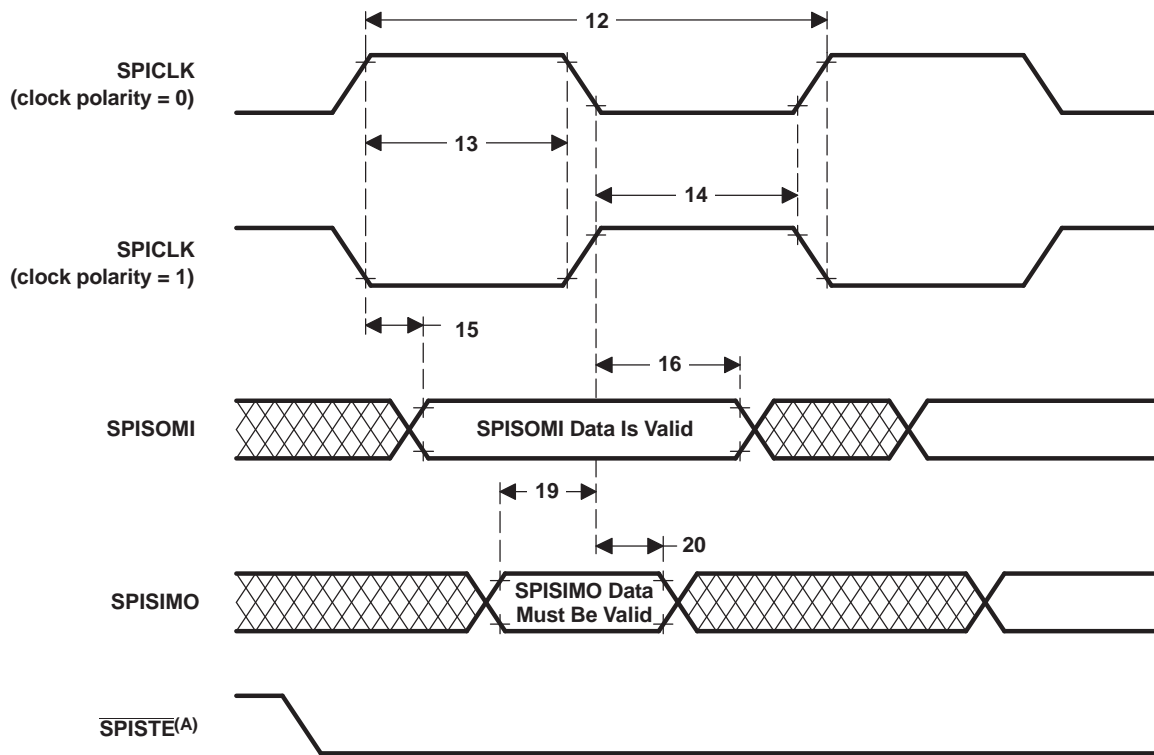 12
SPICLK
(clock polarity = 0)
13
14
SPICLK
(clock polarity = 1)
15
16
SPISOMI
SPISOMI Data Is Valid
19
20
SPISIMO
SPISIMO Data
Must Be Valid
SPISTE(A)